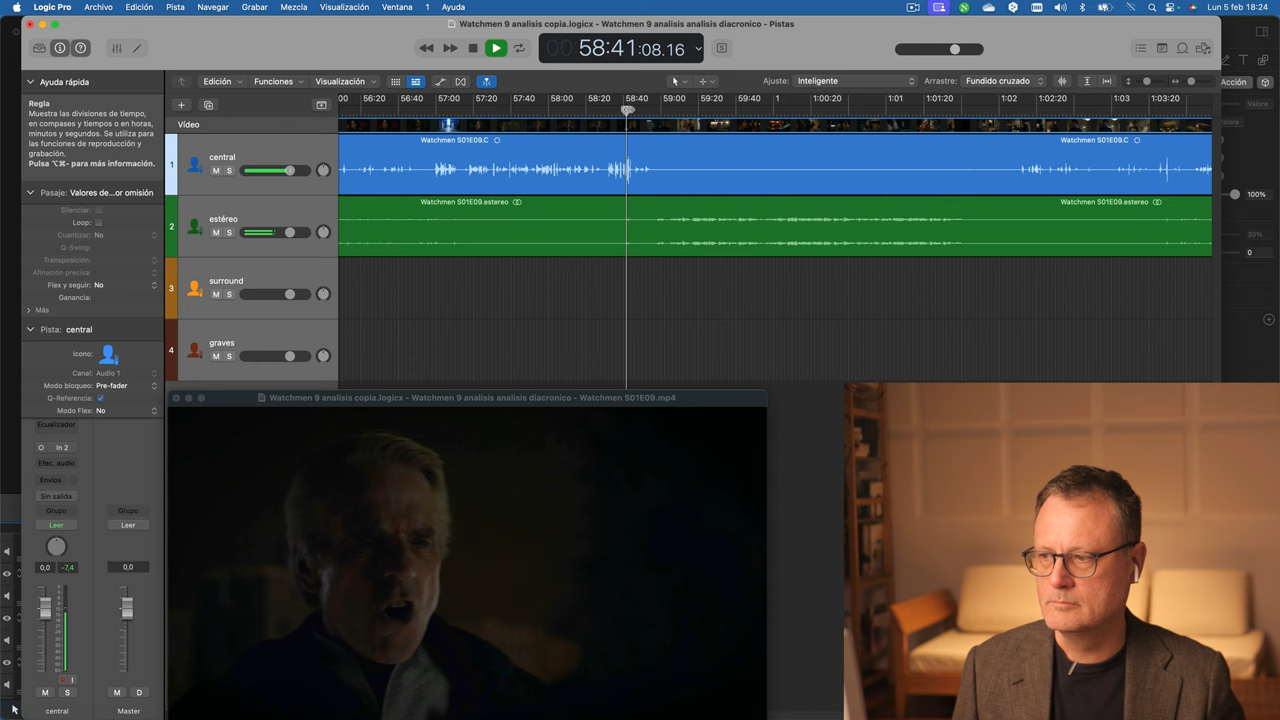 Logic Pro Archivo Edición Pista Navegar Grabar Mezcla Visualización Ventana 1 Ayuda
Lun 5 feb 18:24
Watchmen 9 analisis copia.logicx - Watchmen 9 analisis analisis diacronico - Pistas
00 58:41:08.16
Ayuda rápida
Edición Funciones Visualización
Ajuste: Inteligente
Arrastre: Fundido cruzado
Acción
Regla
Muestra las divisiones de tiempo,
en compases y tiempo o en horas,
minutos y segundos. Se utiliza para
las funciones de reproducción y
grabación.
Pulsa ⌘- para más información.
00 56:20 56:40 57:00 57:20 57:40 58:00 58:20 58:40 59:00 59:20 59:40 1 1:00:20 1:01 1:01:20 1:02 1:02:20 1:03 1:03:20
Valore
Vídeo
1 central
M S
Watchmen S01E09.C
Watchmen S01E09.C
2 estéreo
M S
Watchmen S01E09.estereo
Watchmen S01E09.estereo
3 surround
M S
4 graves
M S
100%
30%
0
Pasaje: Valores de...or omisión
Silenciar:
Loop:
Cuantizar: No
Q-Swing:
Transposición:
Afinación precisa:
Flex y seguir: No
Ganancia:
Más
Pista: central
Icono:
Canal: Audio 1
Modo bloqueo: Pre-fader
Q-Referencia:
Modo Flex: No
Ecualizador
In 2
Efec. audio
Envíos
Sin salida
Grupo Grupo
Leer Leer
0,0 -7,4 0,0
R I
M S M D
central Master
Watchmen 9 analisis copia.logicx - Watchmen 9 analisis analisis diacronico - Watchmen S01E09.mp4